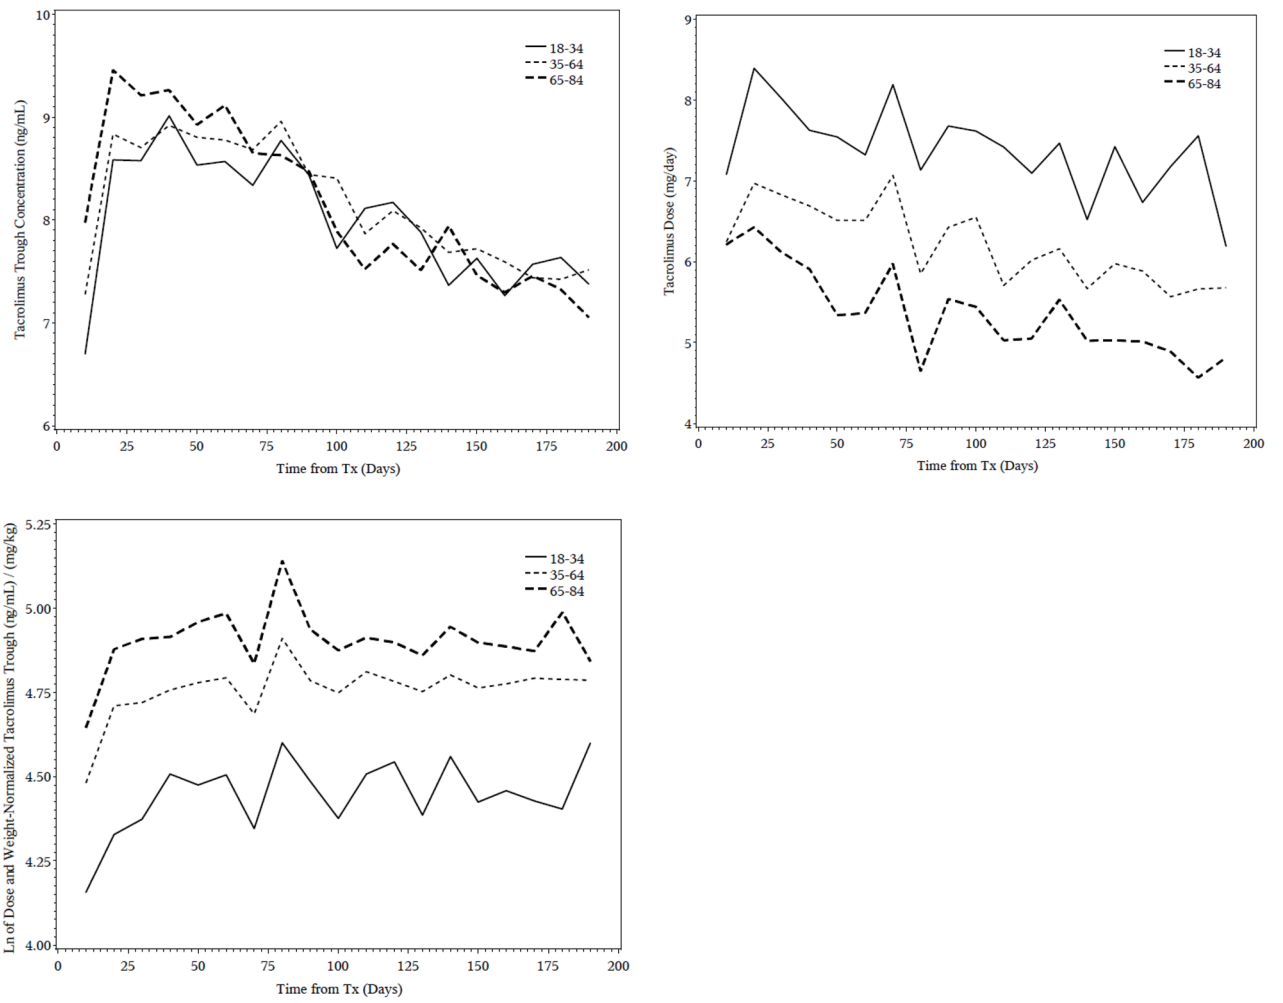 Tacrolimus Trough Concentration (ng/mL)
10
9
8
7
6
18-34
35-64
65-84
0 25 50 75 100 125 150 175 200
Time from Tx (Days)
Tacrolimus Dose (mg/day)
9
8
7
6
5
4
18-34
35-64
65-84
0 25 50 75 100 125 150 175 200
Time from Tx (Days)
Ln of Dose and Weight-Normalized Tacrolimus Trough (ng/mL) / (mg/kg)
5.25
5.00
4.75
4.50
4.25
4.00
18-34
35-64
65-84
0 25 50 75 100 125 150 175 200
Time from Tx (Days)